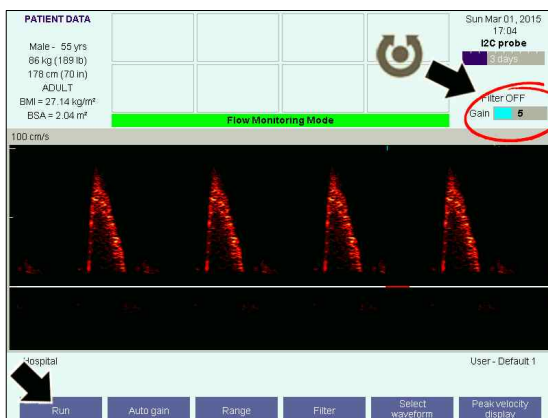 PATIENT DATA
Male - 55 yrs
86 kg (189 lb)
178 cm (70 in)
ADULT
BMI = 27.14 kg/m²
BSA = 2.04 m²
Flow Monitoring Mode
Sun Mar 01, 2015
17:04
I2C probe
3 days
Filter OFF
Gain 5
100 cm/s
Hospital
User - Default 1
Run
Auto gain
Range
Filter
Select
waveform
Peak velocity
display